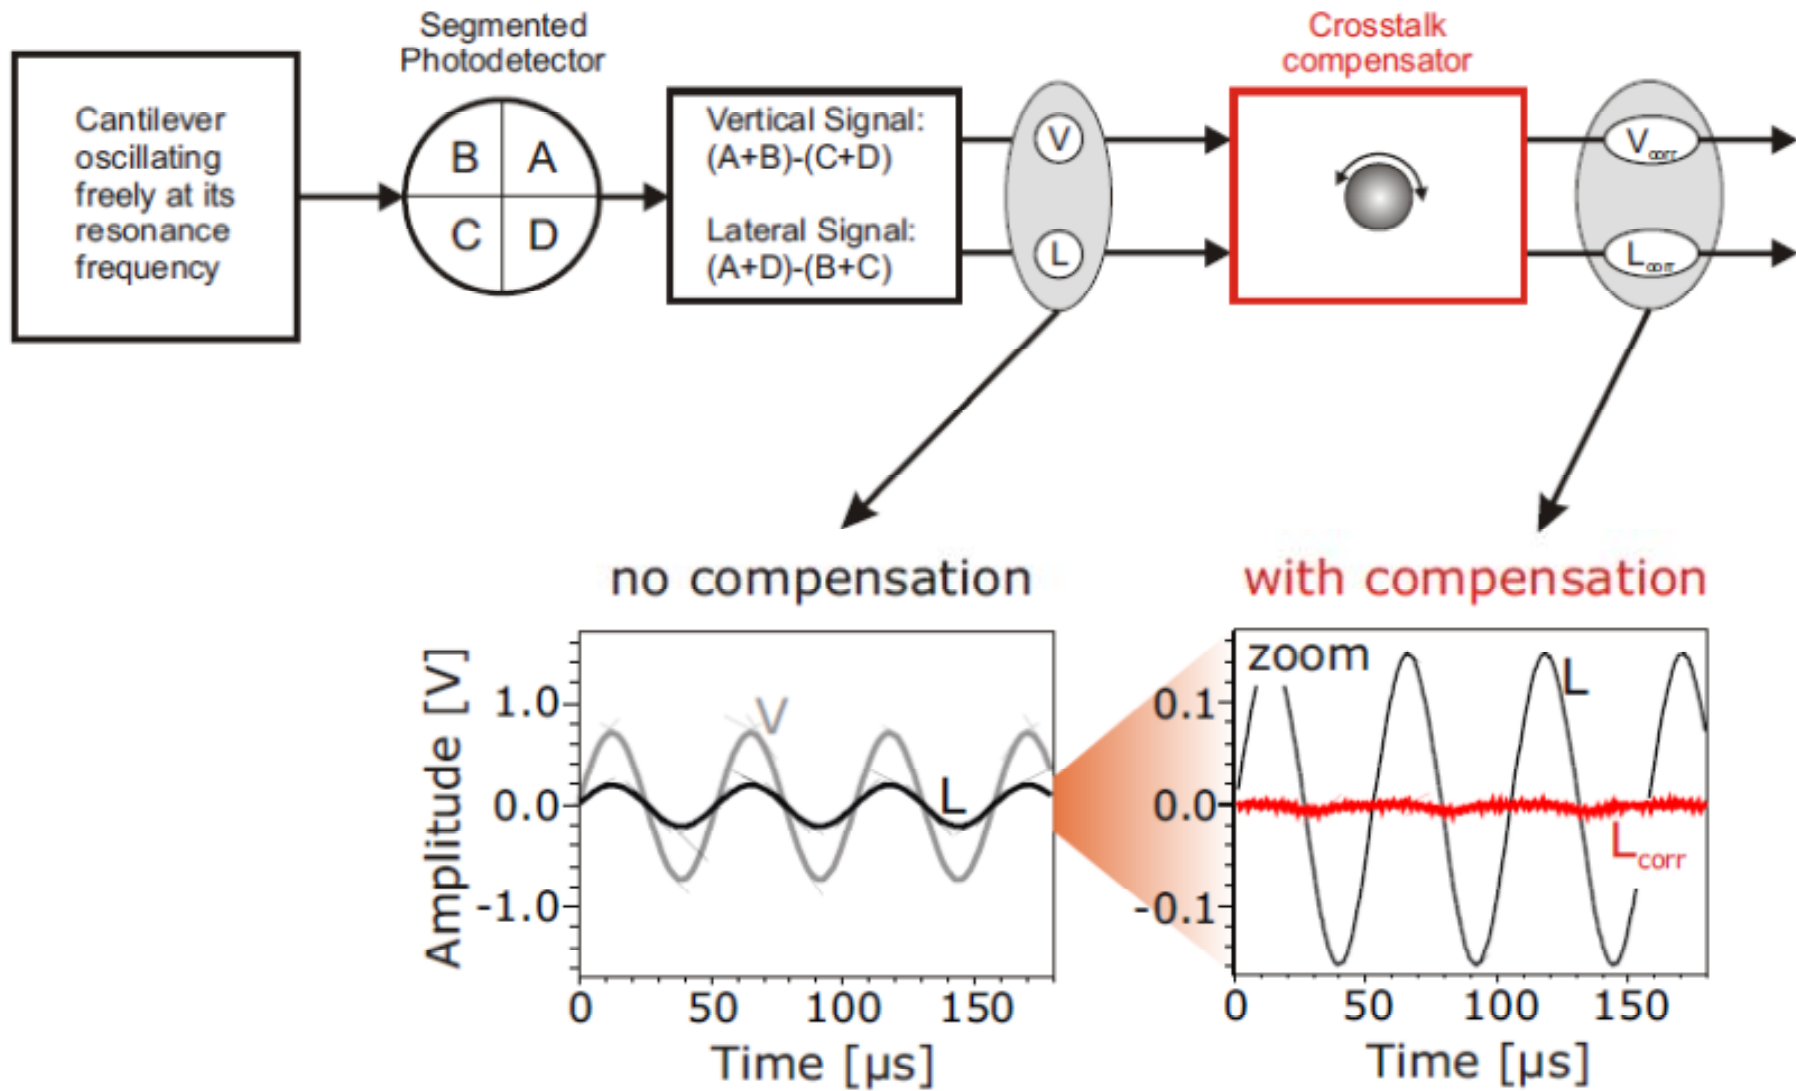 Segmented
Photodetector
Crosstalk
compensator
Cantilever
oscillating
freely at its
resonance
frequency
B A
C D
Vertical Signal:
(A+B)-(C+D)
Lateral Signal:
(A+D)-(B+C)
V
L
Vcorr
Lcorr
no compensation
with compensation
Amplitude [V]
1.0
0.0
-1.0
V
L
0 50 100 150
Time [µs]
zoom
0.1
0.0
-0.1
L
Lcorr
0 50 100 150
Time [µs]